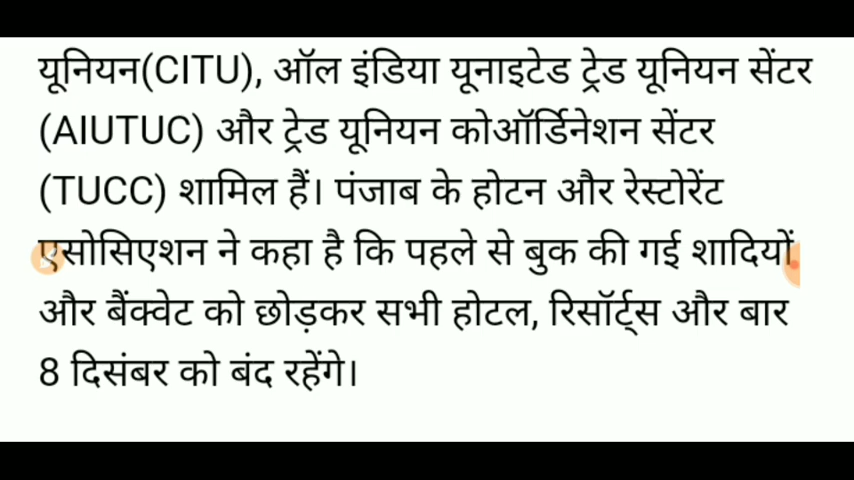 यूनियन(CITU), ऑल इंडिया यूनाइटेड ट्रेड यूनियन सेंटर
(AIUTUC) और ट्रेड यूनियन कोऑर्डिनेशन सेंटर
(TUCC) शामिल हैं। पंजाब के होटन और रेस्टोरेंट
एसोसिएशन ने कहा है कि पहले से बुक की गई शादियों
और बैंक्वेट को छोड़कर सभी होटल, रिसॉर्ट्स और बार
8 दिसंबर को बंद रहेंगे।